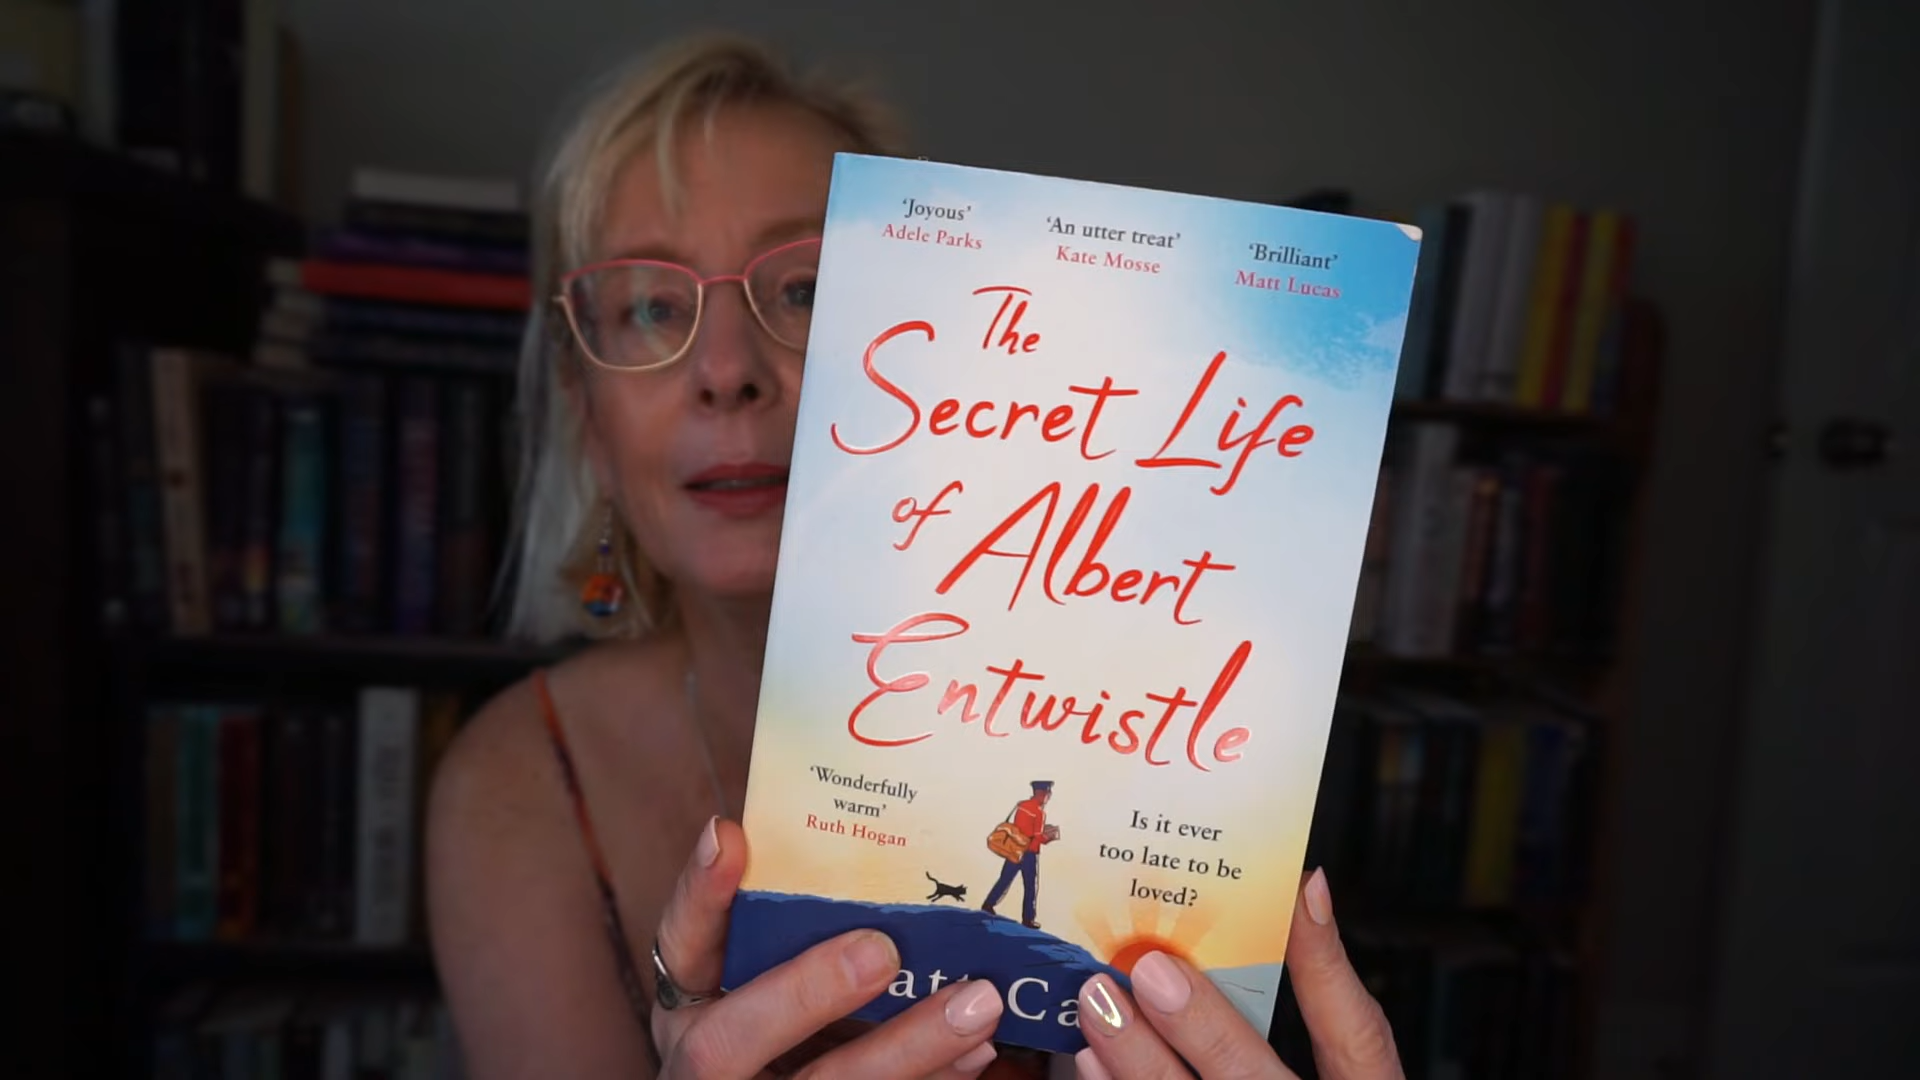 'Joyous'
Adele Parks
'An utter treat'
Kate Mosse
'Brilliant'
Matt Lucas
The
Secret Life
of Albert
Entwistle
'Wonderfully
warm'
Ruth Hogan
Is it ever
too late to be
loved?